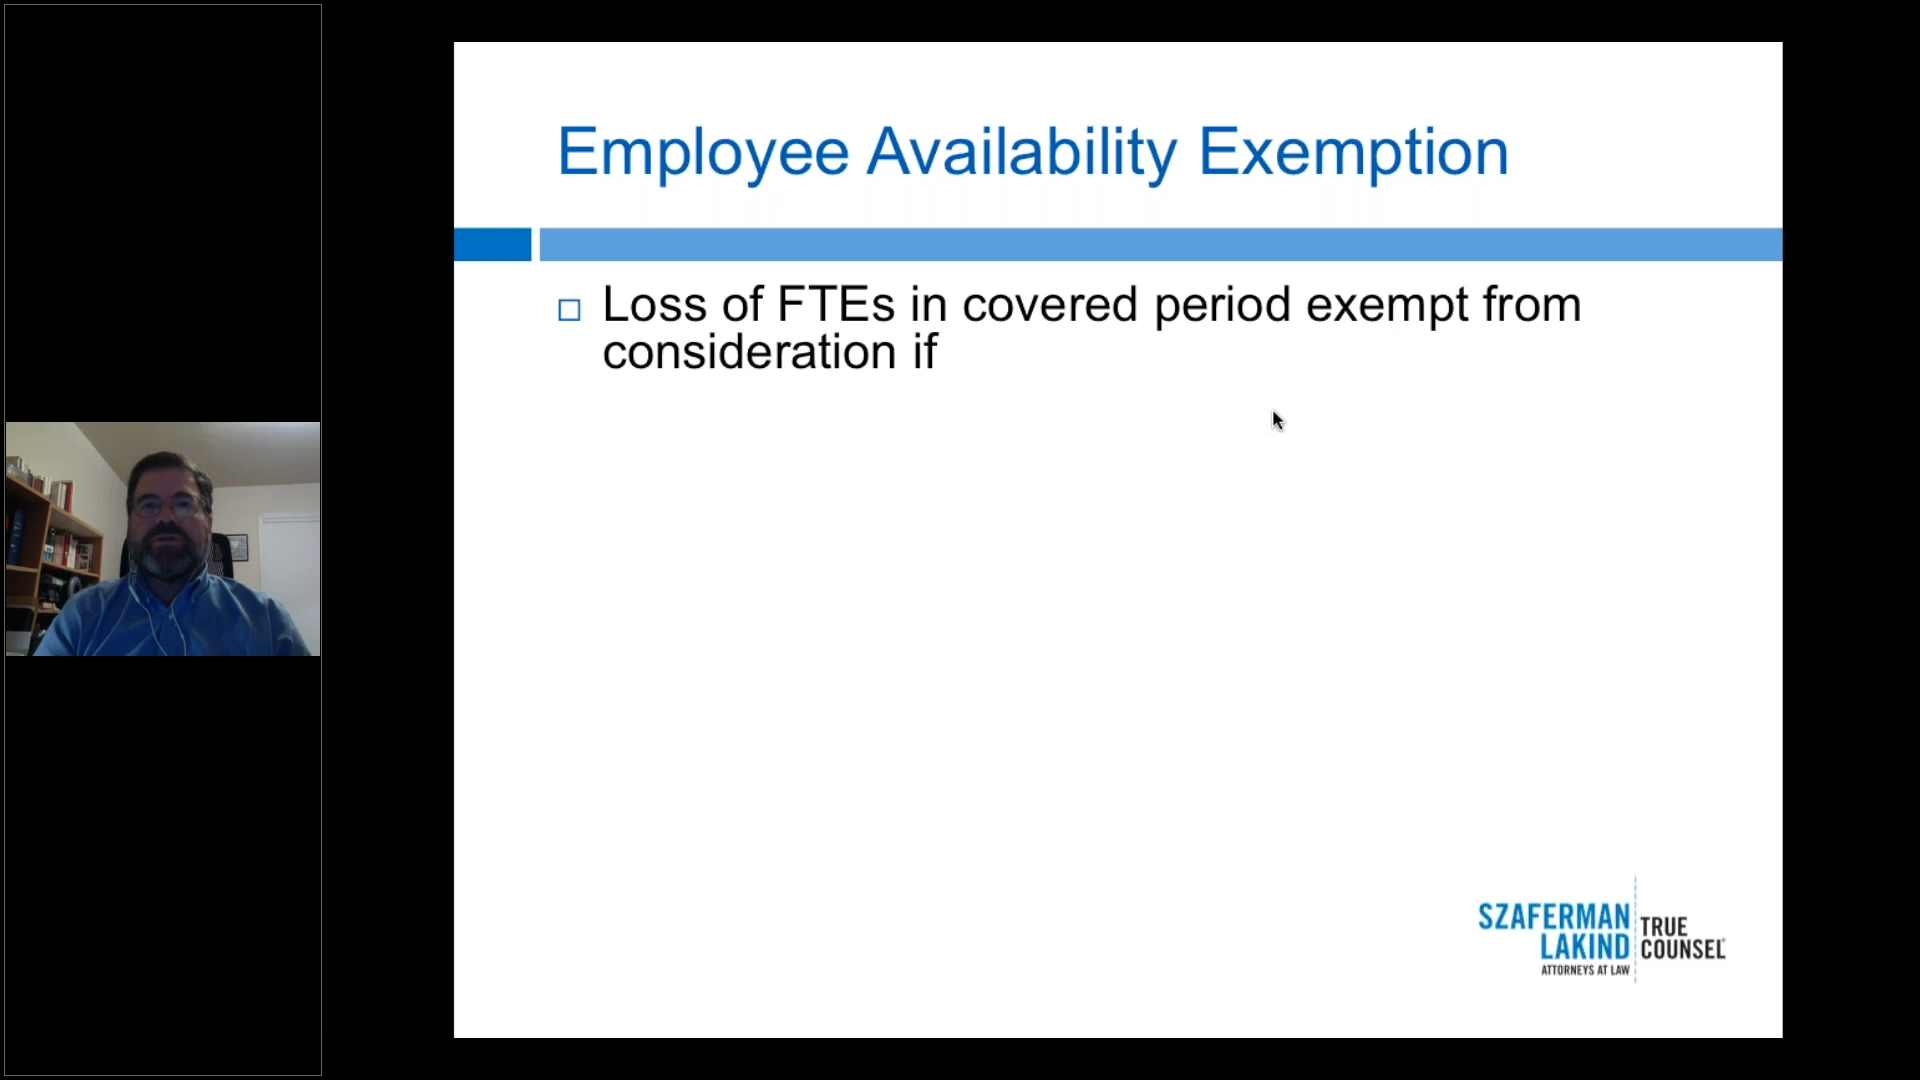 Employee Availability Exemption
Loss of FTEs in covered period exempt from
consideration if
SZAFERMAN
LAKIND
ATTORNEYS AT LAW
TRUE
COUNSEL